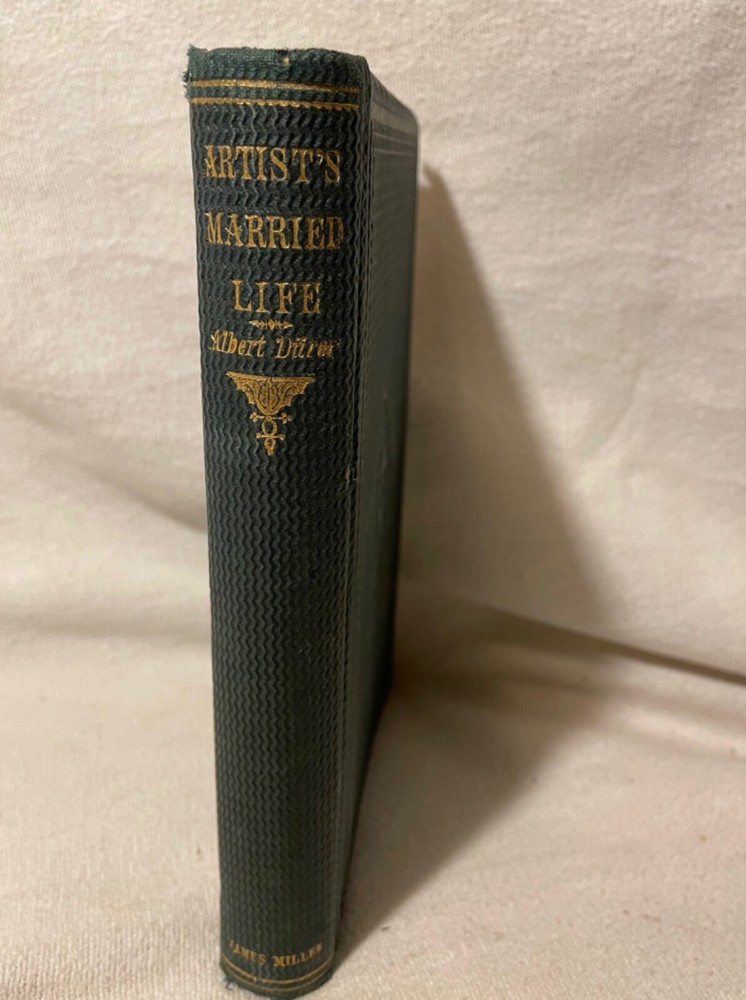 ARTIST'S
MARRIED
LIFE
Albert Dürer
JAMES MILLER